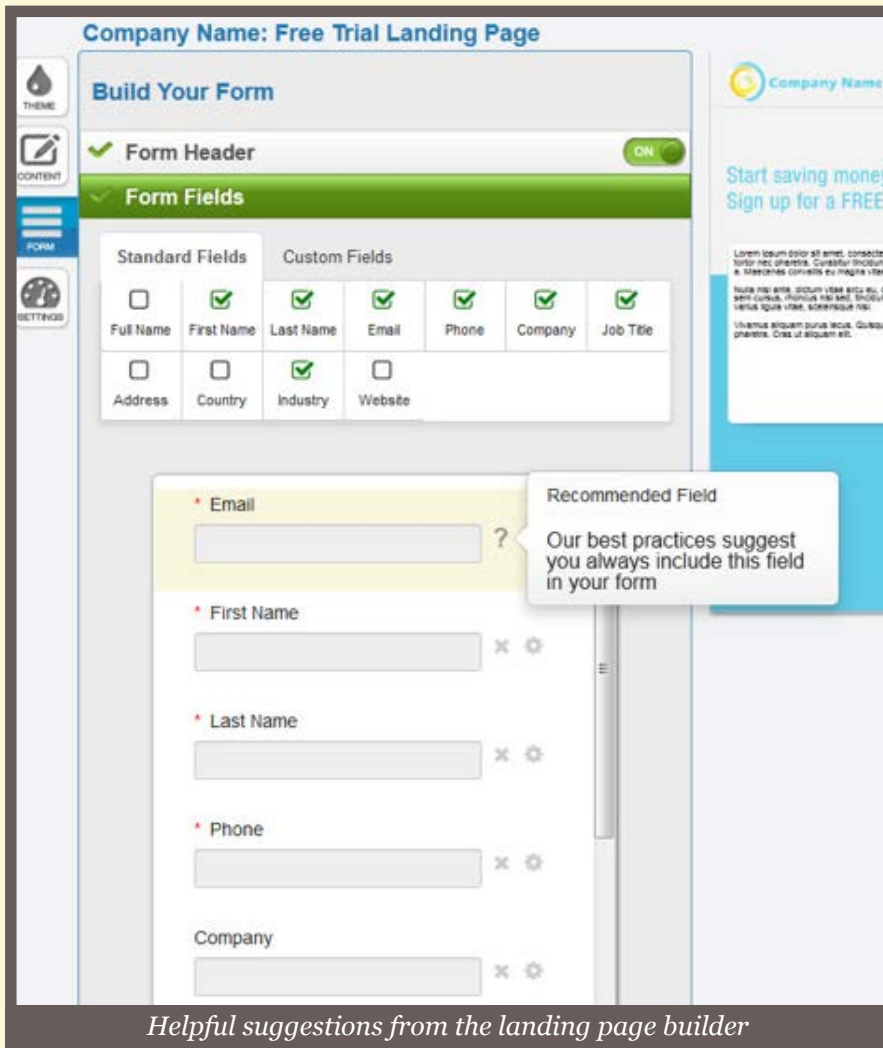 Company Name: Free Trial Landing Page
THEME
CONTENT
FORM
SETTINGS
Build Your Form
Form Header
ON
Form Fields
Standard Fields
Custom Fields
Full Name
First Name
Last Name
Email
Phone
Company
Job Title
Address
Country
Industry
Website
* Email
?
Recommended Field
Our best practices suggest
you always include this field
in your form
* First Name
* Last Name
* Phone
Company
Company Name
Start saving money
Sign up for a FREE
Helpful suggestions from the landing page builder